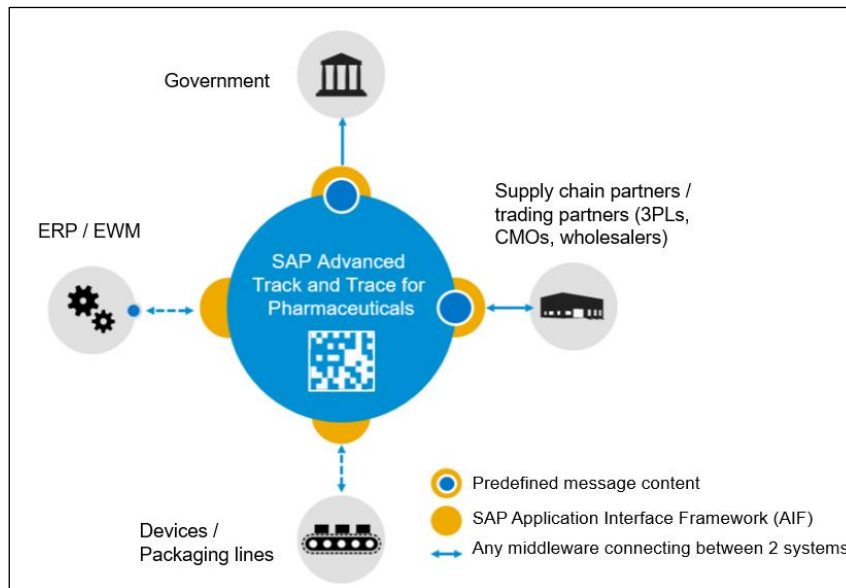 Government
Supply chain partners /
trading partners (3PLs,
CMOs, wholesalers)
ERP / EWM
SAP Advanced
Track and Trace for
Pharmaceuticals
Devices /
Packaging lines
Predefined message content
SAP Application Interface Framework (AIF)
Any middleware connecting between 2 systems